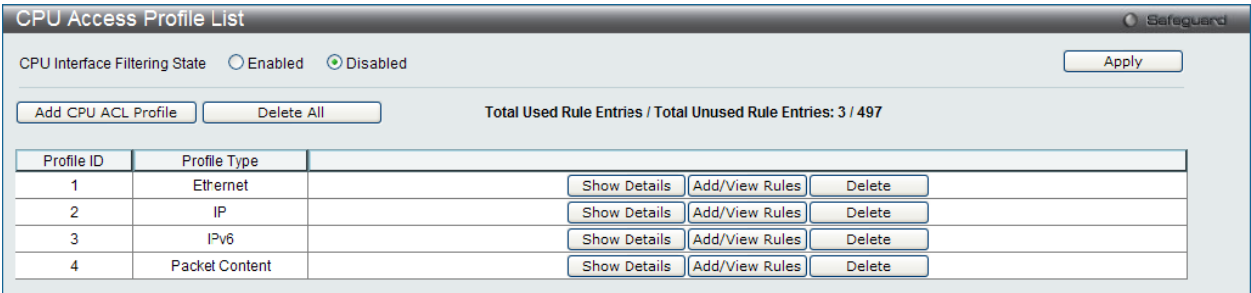 CPU Access Profile List
Safeguard
CPU Interface Filtering State Enabled Disabled Apply
Add CPU ACL Profile Delete All Total Used Rule Entries / Total Unused Rule Entries: 3 / 497
Profile ID Profile Type
1 Ethernet Show Details Add/View Rules Delete
2 IP Show Details Add/View Rules Delete
3 IPv6 Show Details Add/View Rules Delete
4 Packet Content Show Details Add/View Rules Delete